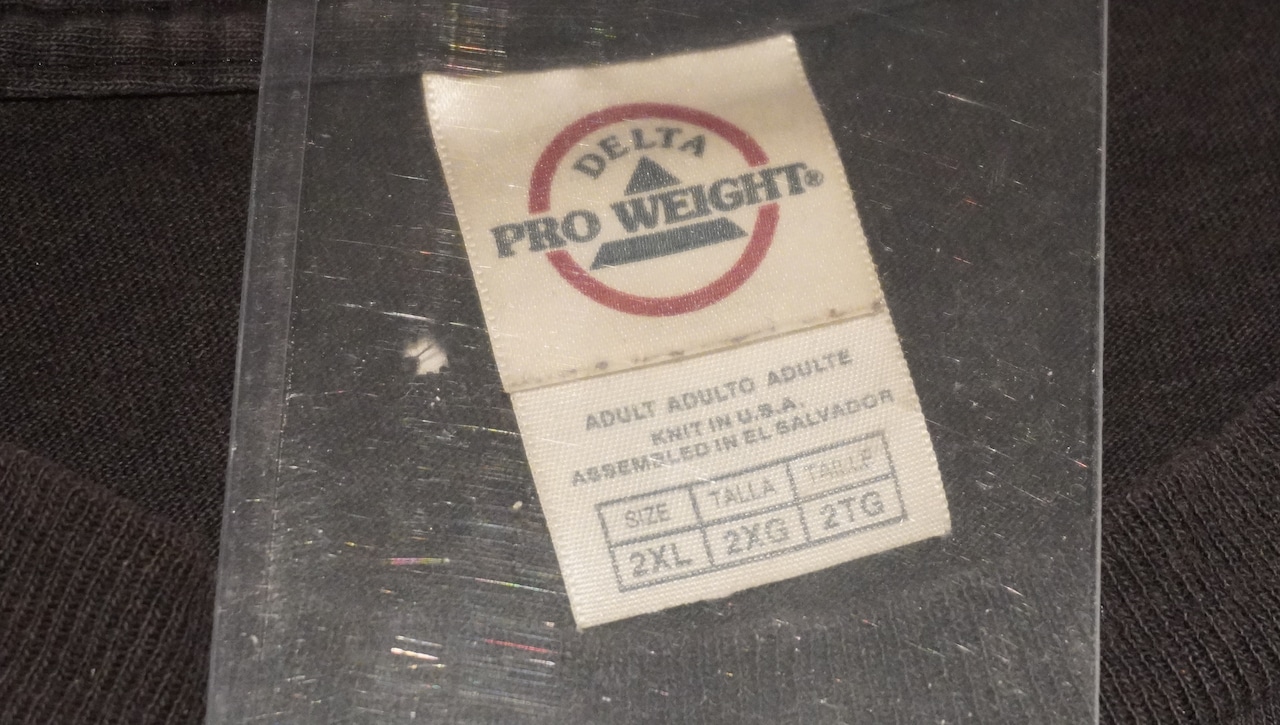 DELTA
PRO WEIGHT®
ADULT ADULTO ADULTE
KNIT IN U.S.A.
ASSEMBLED IN EL SALVADOR
SIZE TALLA TAILLE
2XL 2XG 2TG